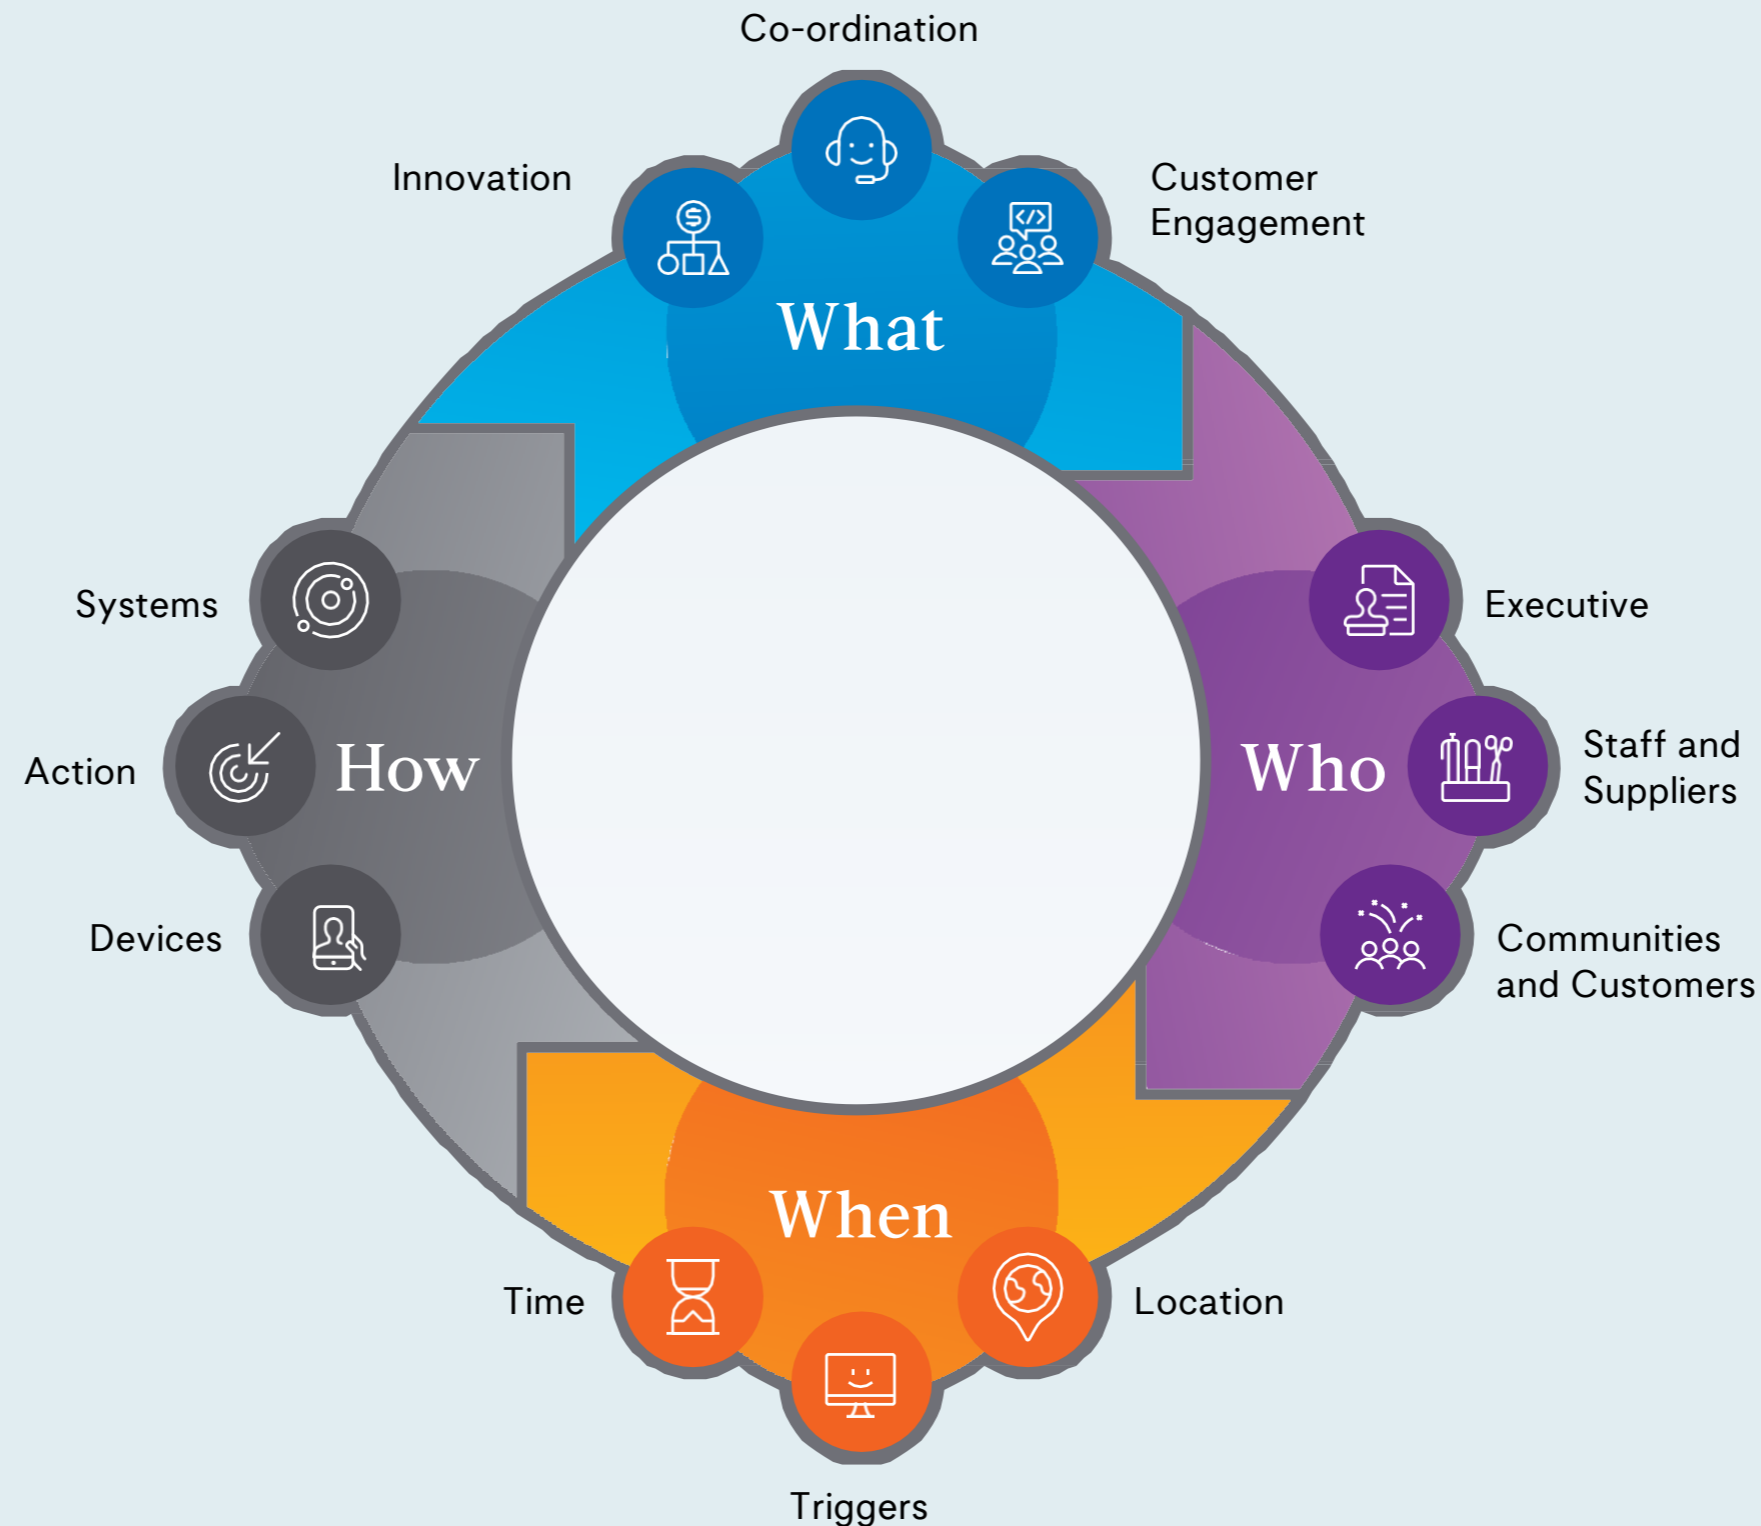 Co-ordination
Innovation
Customer
Engagement
What
Systems
Executive
Action
How
Who
Staff and
Suppliers
Devices
Communities
and Customers
When
Time
Location
Triggers